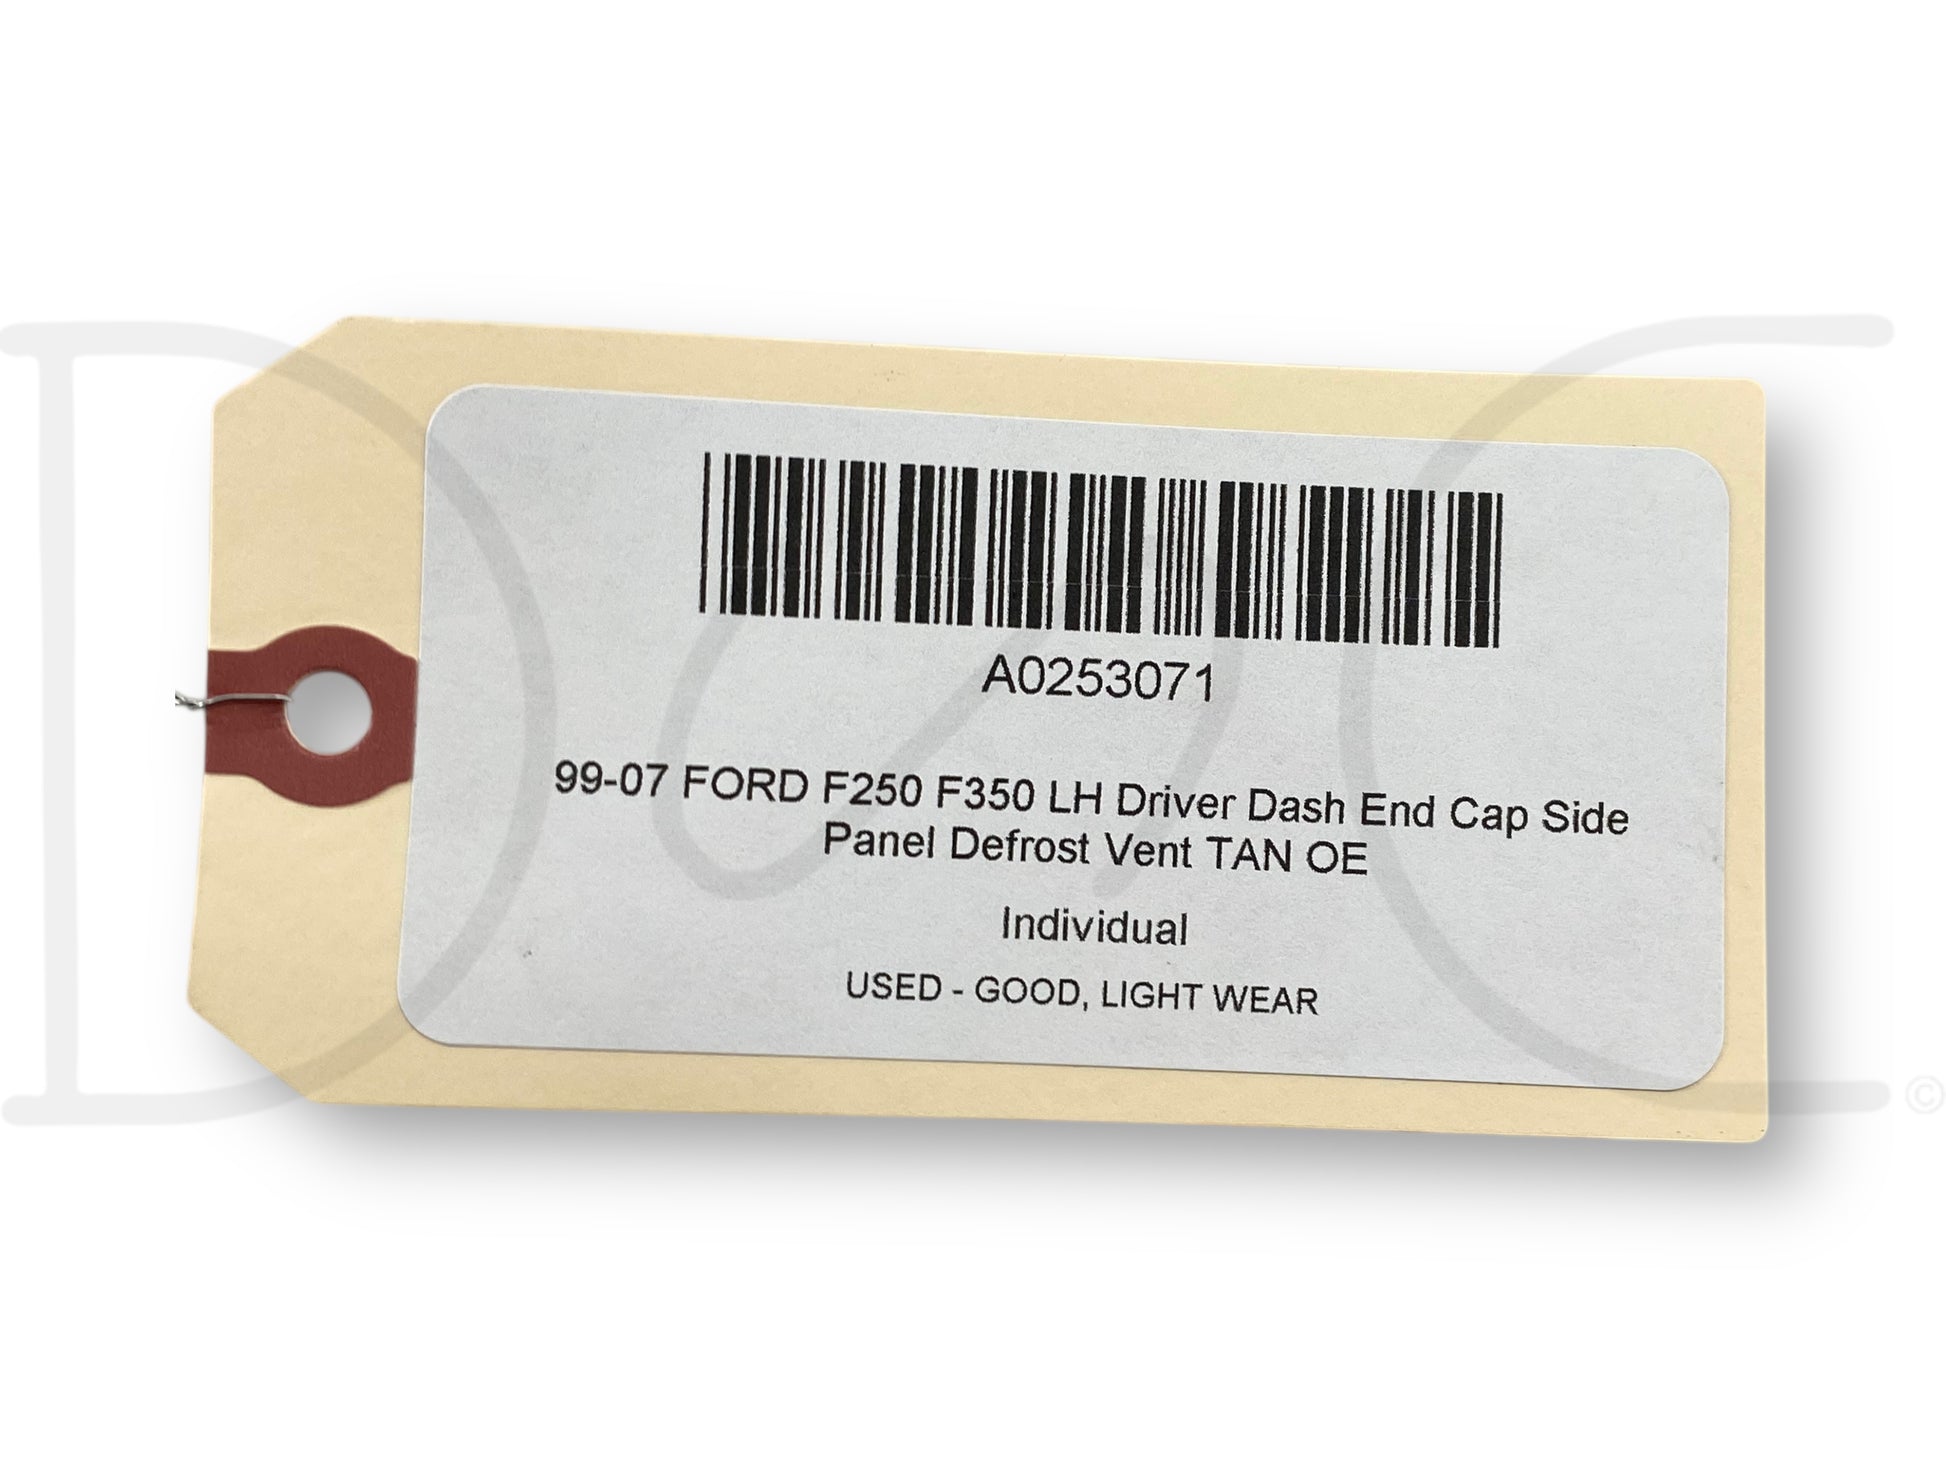 A0253071
99-07 FORD F250 F350 LH Driver Dash End Cap Side
Panel Defrost Vent TAN OE
Individual
USED - GOOD, LIGHT WEAR
DC
©